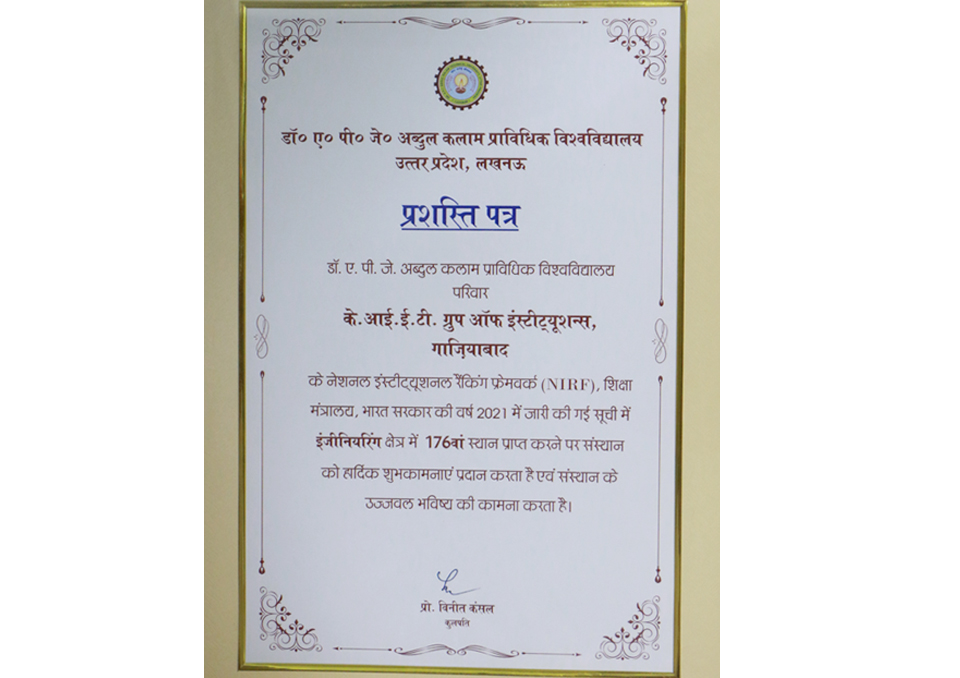 डॉ० ए० पी० जे० अब्दुल कलाम प्राविधिक विश्वविद्यालय
उत्तर प्रदेश, लखनऊ
प्रशस्ति पत्र
डॉ. ए. पी. जे. अब्दुल कलाम प्राविधिक विश्वविद्यालय
परिवार
के.आई.ई.टी. ग्रुप ऑफ इंस्टीट्यूशन्स,
गाज़ियाबाद
के नेशनल इंस्टीट्यूशनल रैंकिंग फ्रेमवर्क (NIRF), शिक्षा
मंत्रालय, भारत सरकार की वर्ष 2021 में जारी की गई सूची में
इंजीनियरिंग क्षेत्र में 176वां स्थान प्राप्त करने पर संस्थान
को हार्दिक शुभकामनाएं प्रदान करता है एवं संस्थान के
उज्जवल भविष्य की कामना करता है।
प्रो. विनीत कंसल
कुलपति